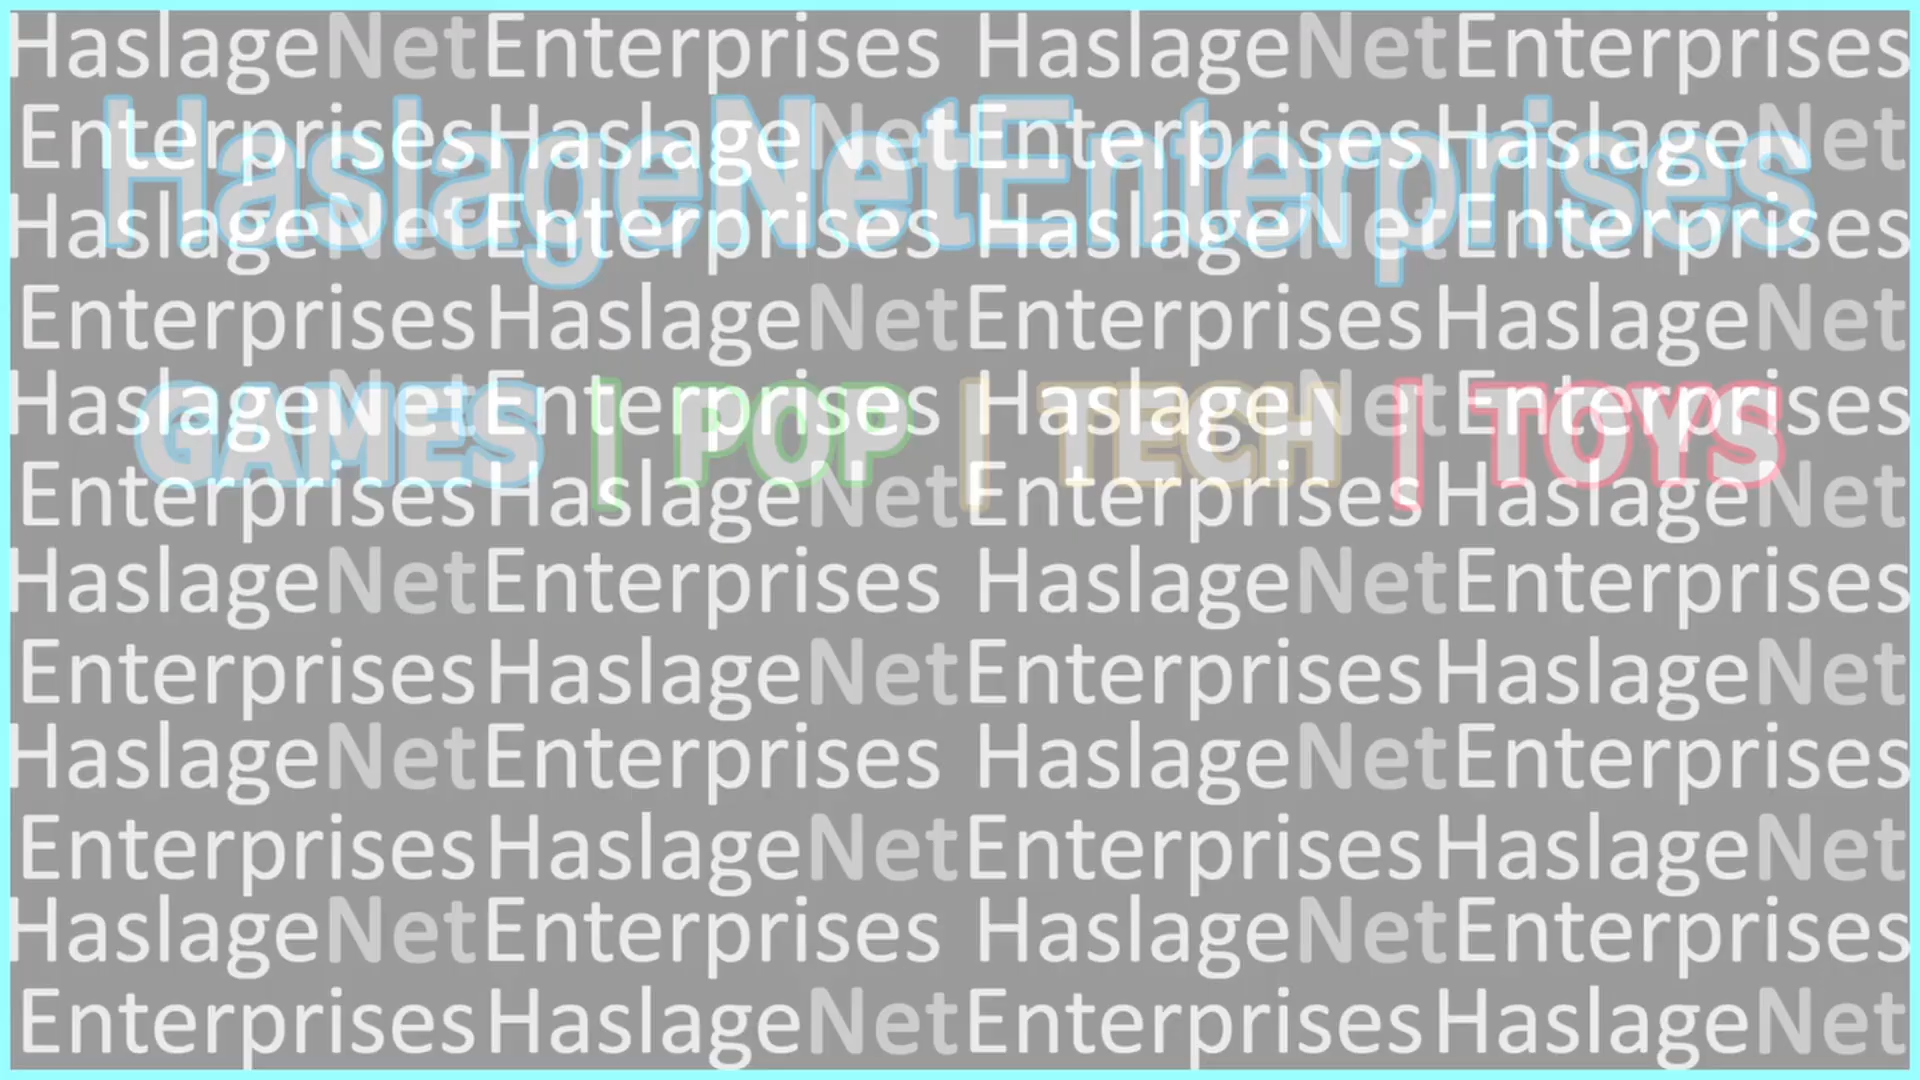 HaslageNetEnterprises HaslageNetEnterprises
HaslageNetEnterprises
EnterprisesHaslageNetEnterprisesHaslageNet
HaslageNetEnterprises HaslageNetEnterprises
EnterprisesHaslageNetEnterprisesHaslageNet
HaslageNetEnterprises HaslageNetEnterprises
GAMES | POP | TECH | TOYS
EnterprisesHaslageNetEnterprisesHaslageNet
HaslageNetEnterprises HaslageNetEnterprises
EnterprisesHaslageNetEnterprisesHaslageNet
HaslageNetEnterprises HaslageNetEnterprises
EnterprisesHaslageNetEnterprisesHaslageNet
HaslageNetEnterprises HaslageNetEnterprises
EnterprisesHaslageNetEnterprisesHaslageNet